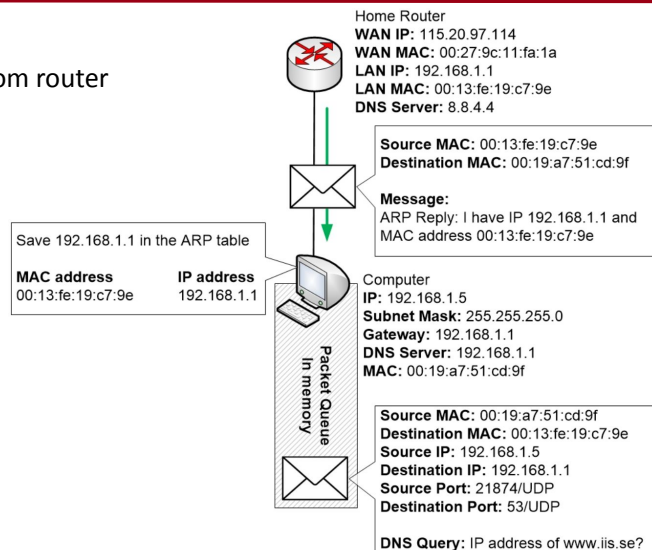 om router
Home Router
WAN IP: 115.20.97.114
WAN MAC: 00:27:9c:11:fa:1a
LAN IP: 192.168.1.1
LAN MAC: 00:13:fe:19:c7:9e
DNS Server: 8.8.4.4
Source MAC: 00:13:fe:19:c7:9e
Destination MAC: 00:19:a7:51:cd:9f
Message:
ARP Reply: I have IP 192.168.1.1 and
MAC address 00:13:fe:19:c7:9e
Save 192.168.1.1 in the ARP table
MAC address IP address
00:13:fe:19:c7:9e 192.168.1.1
Computer
IP: 192.168.1.5
Subnet Mask: 255.255.255.0
Gateway: 192.168.1.1
DNS Server: 192.168.1.1
MAC: 00:19:a7:51:cd:9f
Packet Queue
In memory
Source MAC: 00:19:a7:51:cd:9f
Destination MAC: 00:13:fe:19:c7:9e
Source IP: 192.168.1.5
Destination IP: 192.168.1.1
Source Port: 21874/UDP
Destination Port: 53/UDP
DNS Query: IP address of www.iis.se?